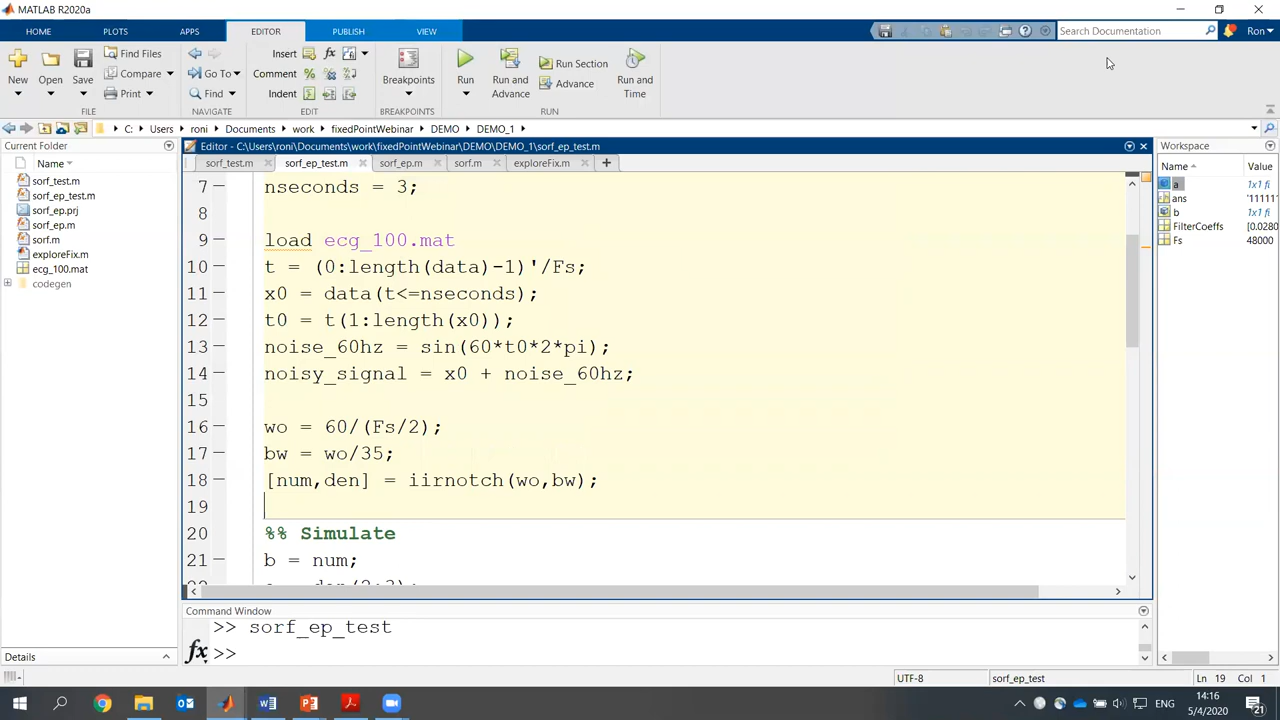 MATLAB R2020a
HOME PLOTS APPS EDITOR PUBLISH VIEW
Search Documentation
Ron
New
Open
Save
Find Files
Compare
Print
FILE
Go To
Find
NAVIGATE
Insert
Comment
Indent
EDIT
Breakpoints
BREAKPOINTS
Run
Run and
Advance
Run Section
Advance
Run and
Time
RUN
C: Users roni Documents work fixedPointWebinar DEMO DEMO_1
Current Folder
Name
sorf_test.m
sorf_ep_test.m
sorf_ep.prj
sorf_ep.m
sorf.m
exploreFix.m
ecg_100.mat
codegen
Details
Editor - C:\Users\roni\Documents\work\fixedPointWebinar\DEMO\DEMO_1\sorf_ep_test.m
sorf_test.m sorf_ep_test.m sorf_ep.m sorf.m exploreFix.m
7 nseconds = 3;
8
9 load ecg_100.mat
10 t = (0:length(data)-1)'/Fs;
11 x0 = data(t<=nseconds);
12 t0 = t(1:length(x0));
13 noise_60hz = sin(60*t0*2*pi);
14 noisy_signal = x0 + noise_60hz;
15
16 wo = 60/(Fs/2);
17 bw = wo/35;
18 [num,den] = iirnotch(wo,bw);
19
20 %% Simulate
21 b = num;
Command Window
>> sorf_ep_test
fx >>
Workspace
Name Value
a 1x1 fi
ans '111111
b 1x1 fi
FilterCoeffs [0.0280
Fs 48000
UTF-8 sorf_ep_test Ln 19 Col 1
ENG
14:16
5/4/2020
21